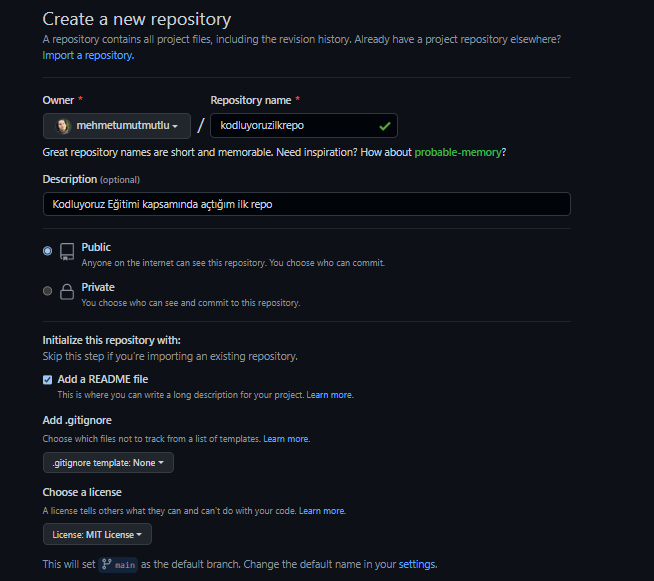 Create a new repository
A repository contains all project files, including the revision history. Already have a project repository elsewhere?
Import a repository.
Owner * Repository name *
mehmetumutmutlu / kodluyoruzilkrepo
Great repository names are short and memorable. Need inspiration? How about probable-memory?
Description (optional)
Kodluyoruz Eğitimi kapsamında açtığım ilk repo
Public
Anyone on the internet can see this repository. You choose who can commit.
Private
You choose who can see and commit to this repository.
Initialize this repository with:
Skip this step if you're importing an existing repository.
Add a README file
This is where you can write a long description for your project. Learn more.
Add .gitignore
Choose which files not to track from a list of templates. Learn more.
.gitignore template: None
Choose a license
A license tells others what they can and can't do with your code. Learn more.
License: MIT License
This will set main as the default branch. Change the default name in your settings.